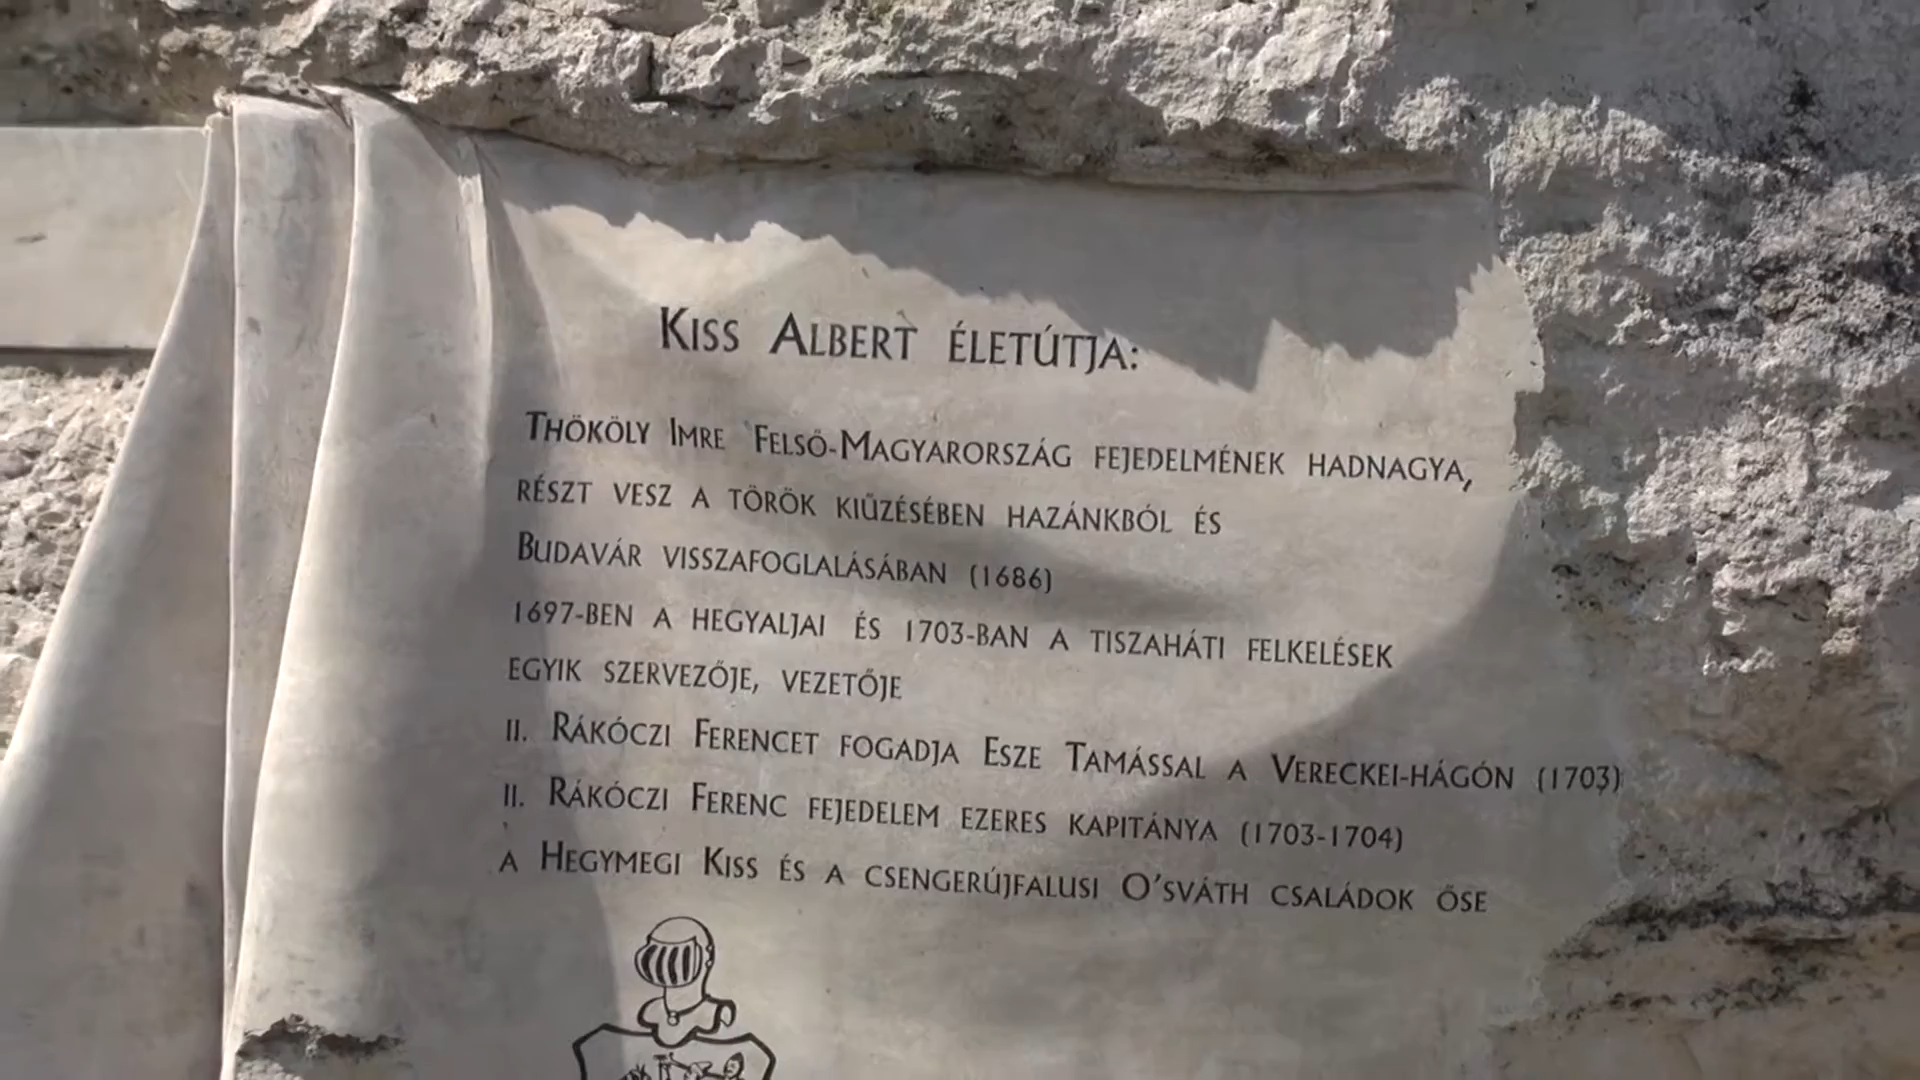 Kiss Albert életútja:
Thököly Imre Felső-Magyarország fejedelmének hadnagya,
részt vesz a török kiűzésében hazánkból és
Budavár visszafoglalásában (1686)
1697-ben a hegyaljai és 1703-ban a tiszaháti felkelések
egyik szervezője, vezetője
II. Rákóczi Ferencet fogadja Esze Tamással a Vereckei-hágón (1703)
II. Rákóczi Ferenc fejedelem ezeres kapitánya (1703-1704)
a Hegymegi Kiss és a csengerújfalusi O'sváth családok őse